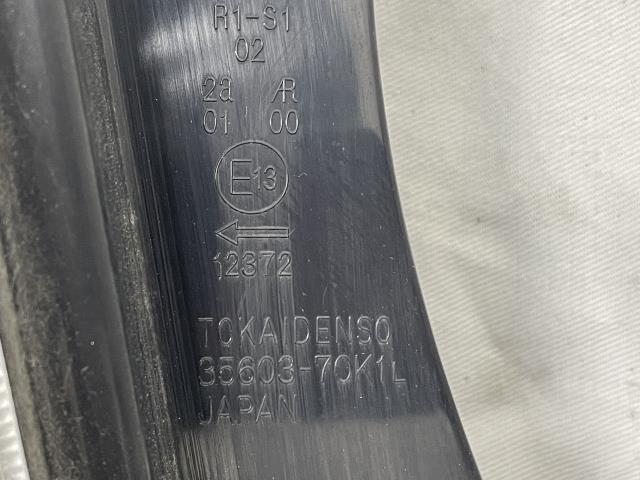 R1-S1
02
2a AR
01 00
E13
←
12372
TOKAIDENSO
35603-70K1L
JAPAN